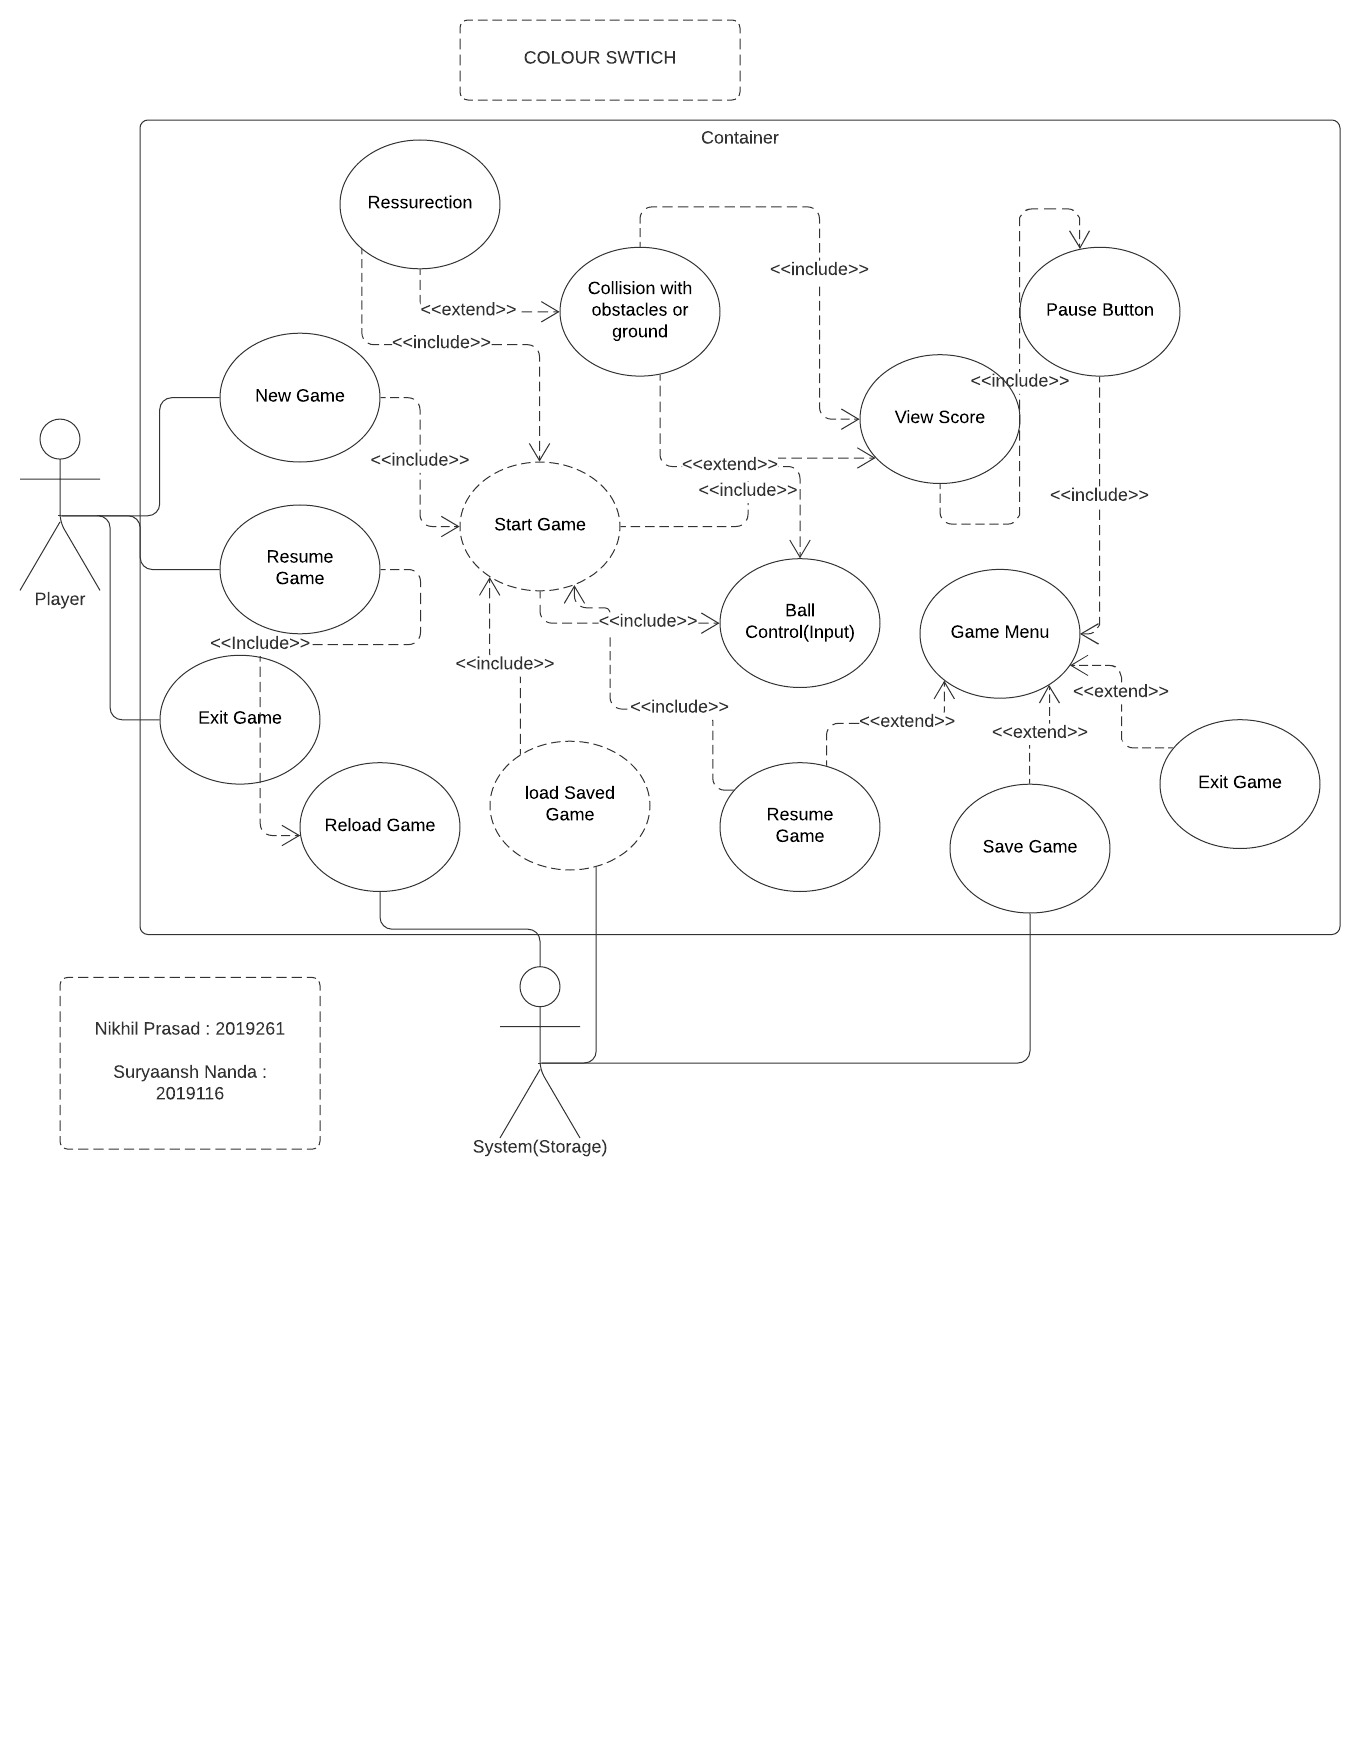 COLOUR SWTICH
Container
Ressurection
Collision with
obstacles or
ground
<<include>>
Pause Button
<<extend>>
<<include>>
New Game
<<include>>
View Score
<<include>>
<<extend>>
<<include>>
<<include>>
Start Game
Resume
Game
Player
<<Include>>
<<include>>
Ball
Control(Input)
Game Menu
<<include>>
<<include>>
<<extend>>
<<extend>>
<<extend>>
Exit Game
Reload Game
load Saved
Game
Resume
Game
Save Game
Exit Game
Nikhil Prasad : 2019261
Suryaansh Nanda :
2019116
System(Storage)